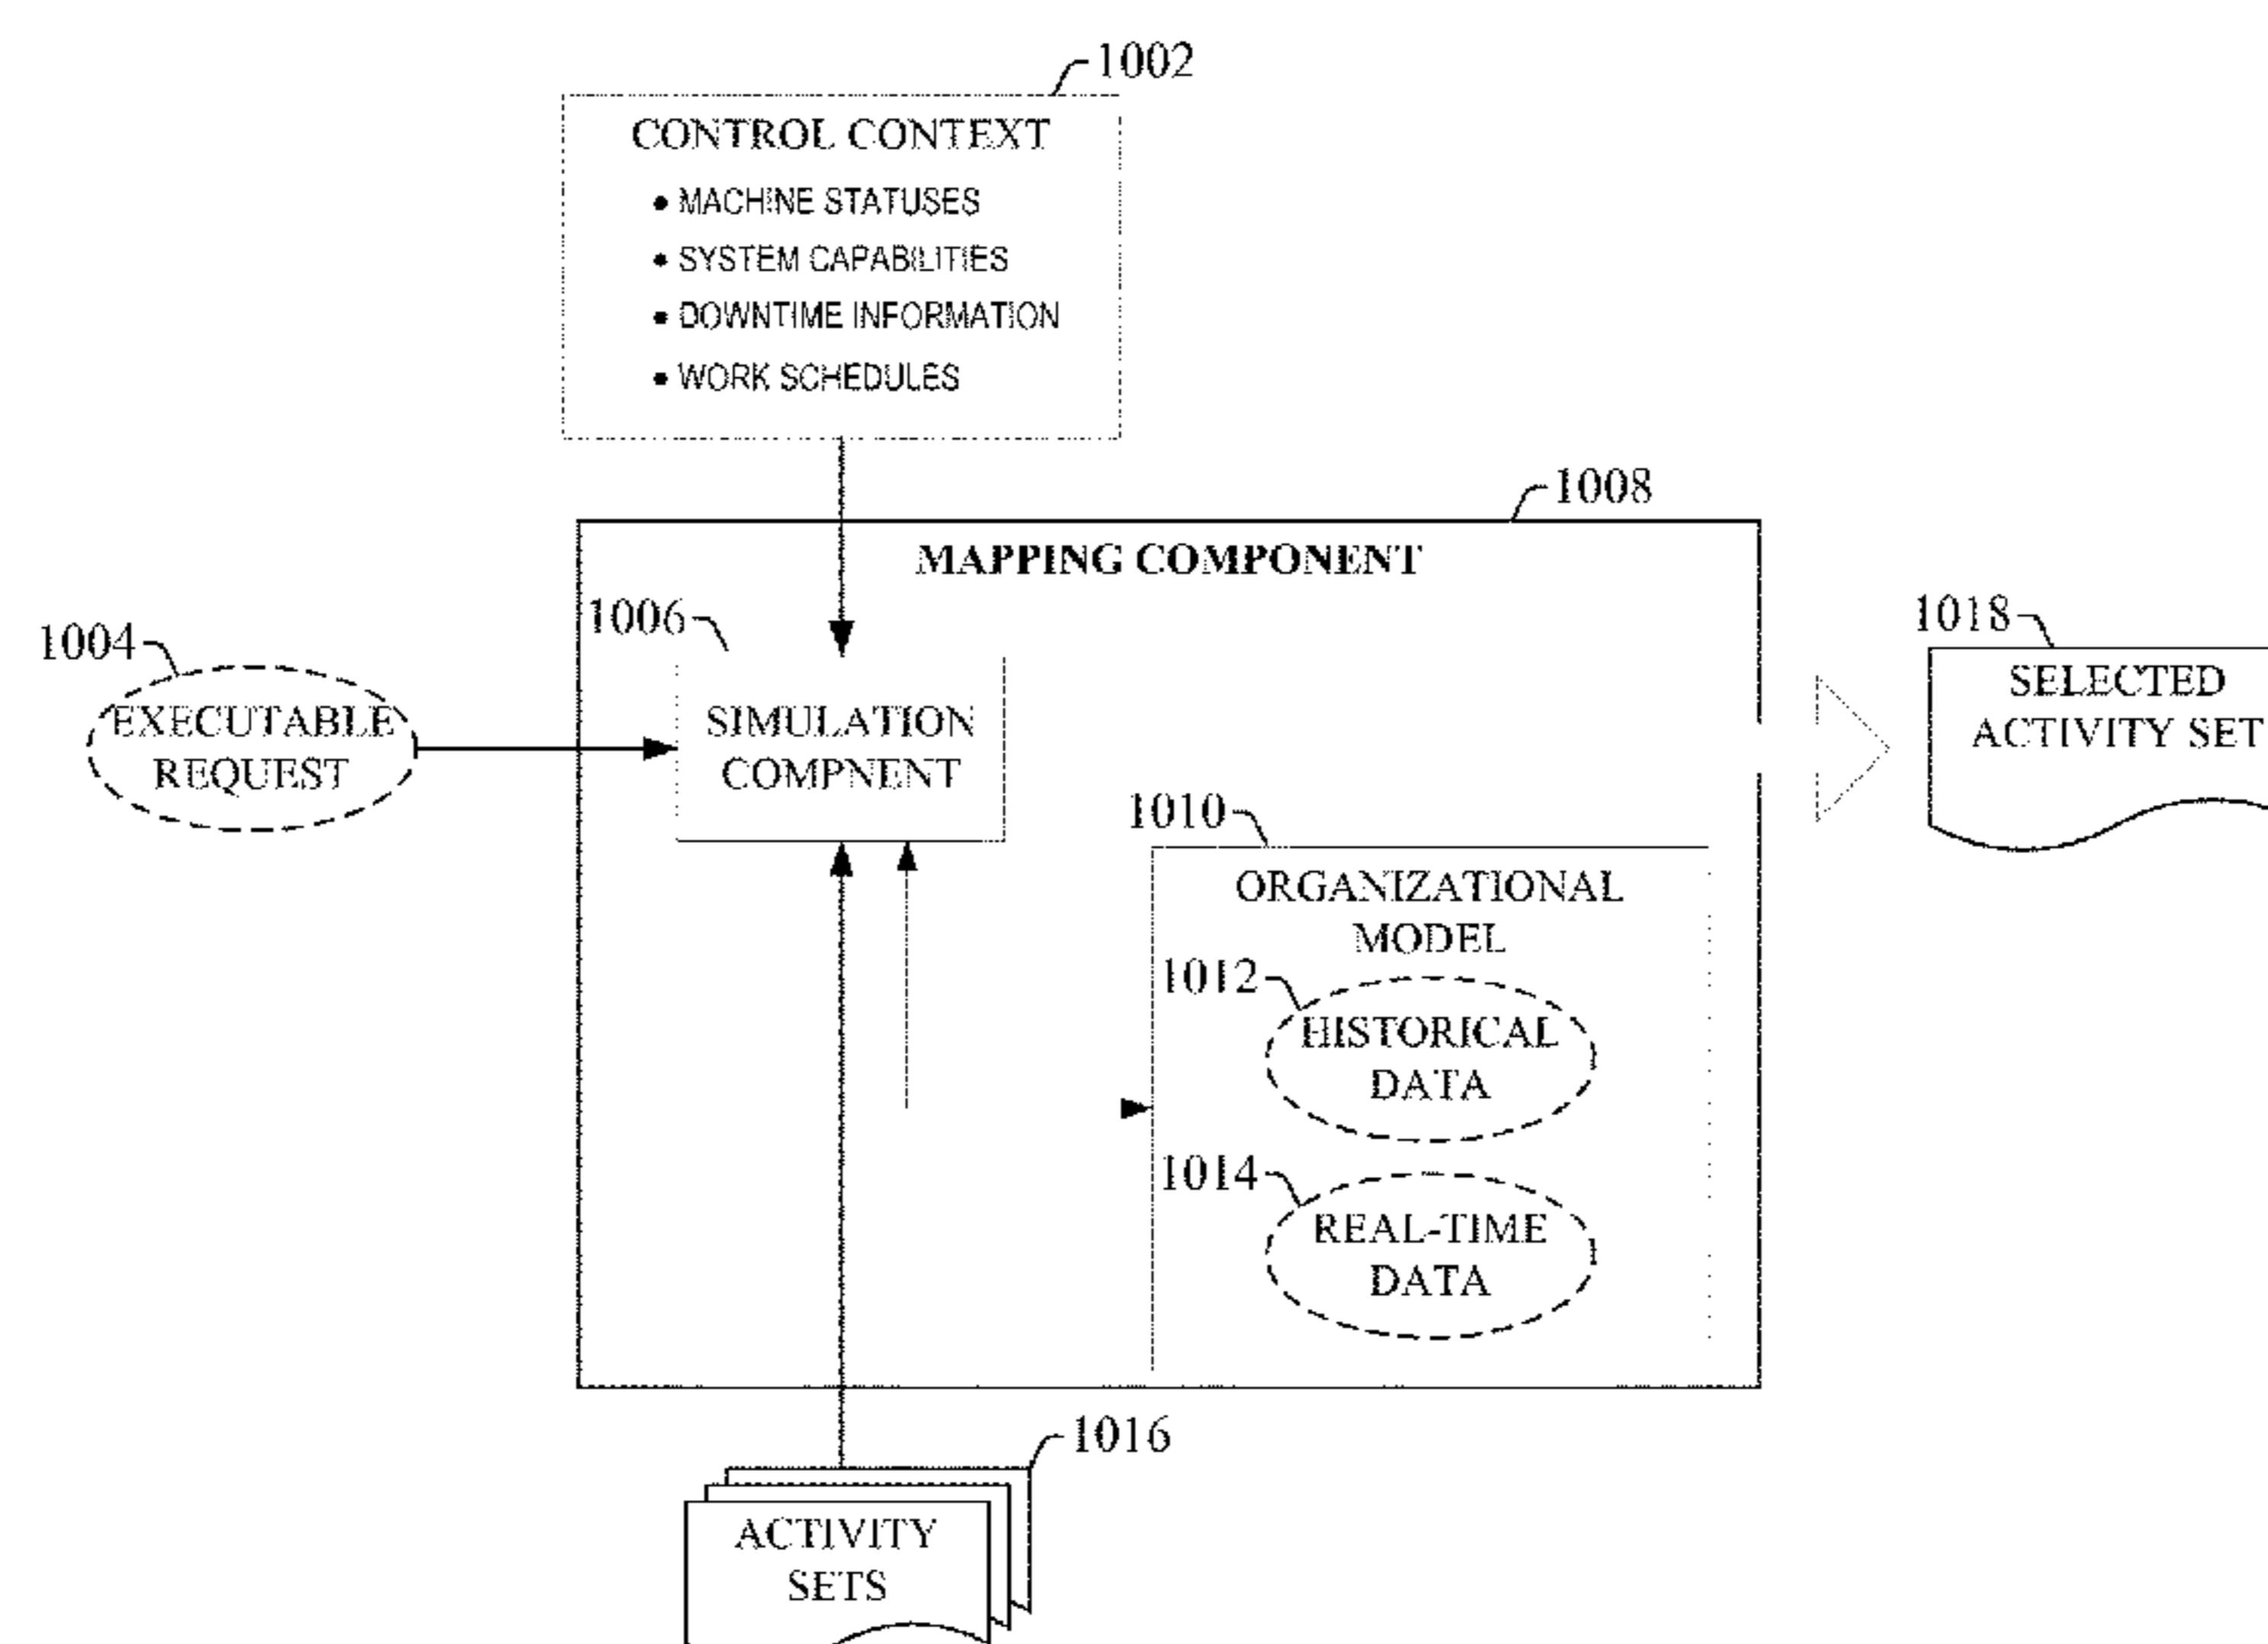 1002
CONTROL CONTEXT
• MACHINE STATUSES
• SYSTEM CAPABILITIES
• DOWNTIME INFORMATION
• WORK SCHEDULES
1008
MAPPING COMPONENT
1006
1004
1018
EXECUTABLE
REQUEST
SIMULATION
COMPNENT
SELECTED
ACTIVITY SET
1010
ORGANIZATIONAL
MODEL
1012
HISTORICAL
DATA
1014
REAL-TIME
DATA
1016
ACTIVITY
SETS